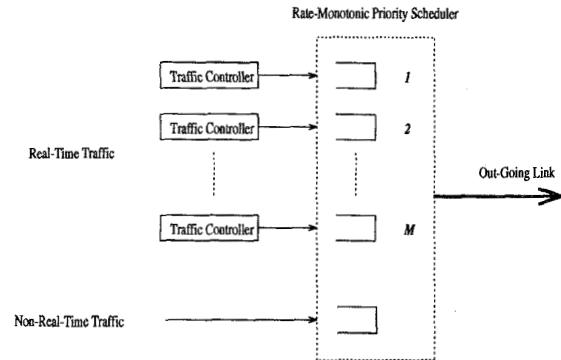 Rate-Monotonic Priority Scheduler
Traffic Controller
1
Traffic Controller
2
Real-Time Traffic
Out-Going Link
Traffic Controller
M
Non-Real-Time Traffic